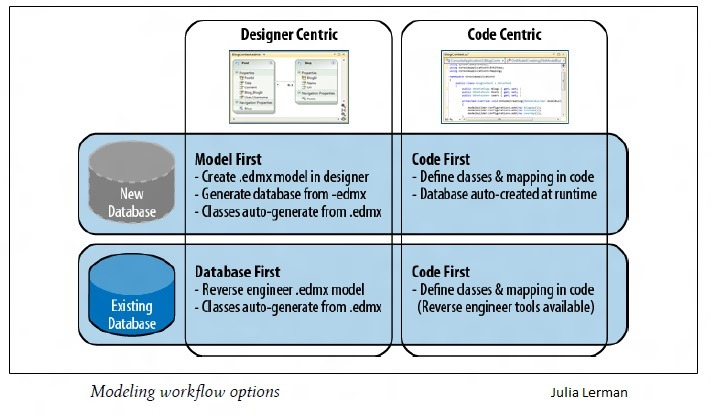 Designer Centric
Code Centric
New
Database
Model First
- Create .edmx model in designer
- Generate database from -edmx
- Classes auto-generate from .edmx
Code First
- Define classes & mapping in code
- Database auto-created at runtime
Existing
Database
Database First
- Reverse engineer .edmx model
- Classes auto-generate from .edmx
Code First
- Define classes & mapping in code
(Reverse engineer tools available)
Modeling workflow options
Julia Lerman